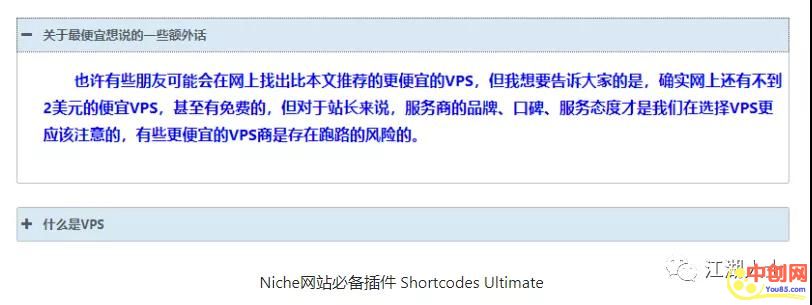 关于最便宜想说的一些额外话
也许有些朋友可能会在网上找出比本文推荐的更便宜的VPS，但我想要告诉大家的是，确实网上还有不到
2美元的便宜VPS，甚至有免费的，但对于站长来说，服务商的品牌、口碑、服务态度才是我们在选择VPS更
应该注意的，有些更便宜的VPS商是存在跑路的风险的。
什么是VPS
江湖
中创网
You85.com
Niche网站必备插件 Shortcodes Ultimate